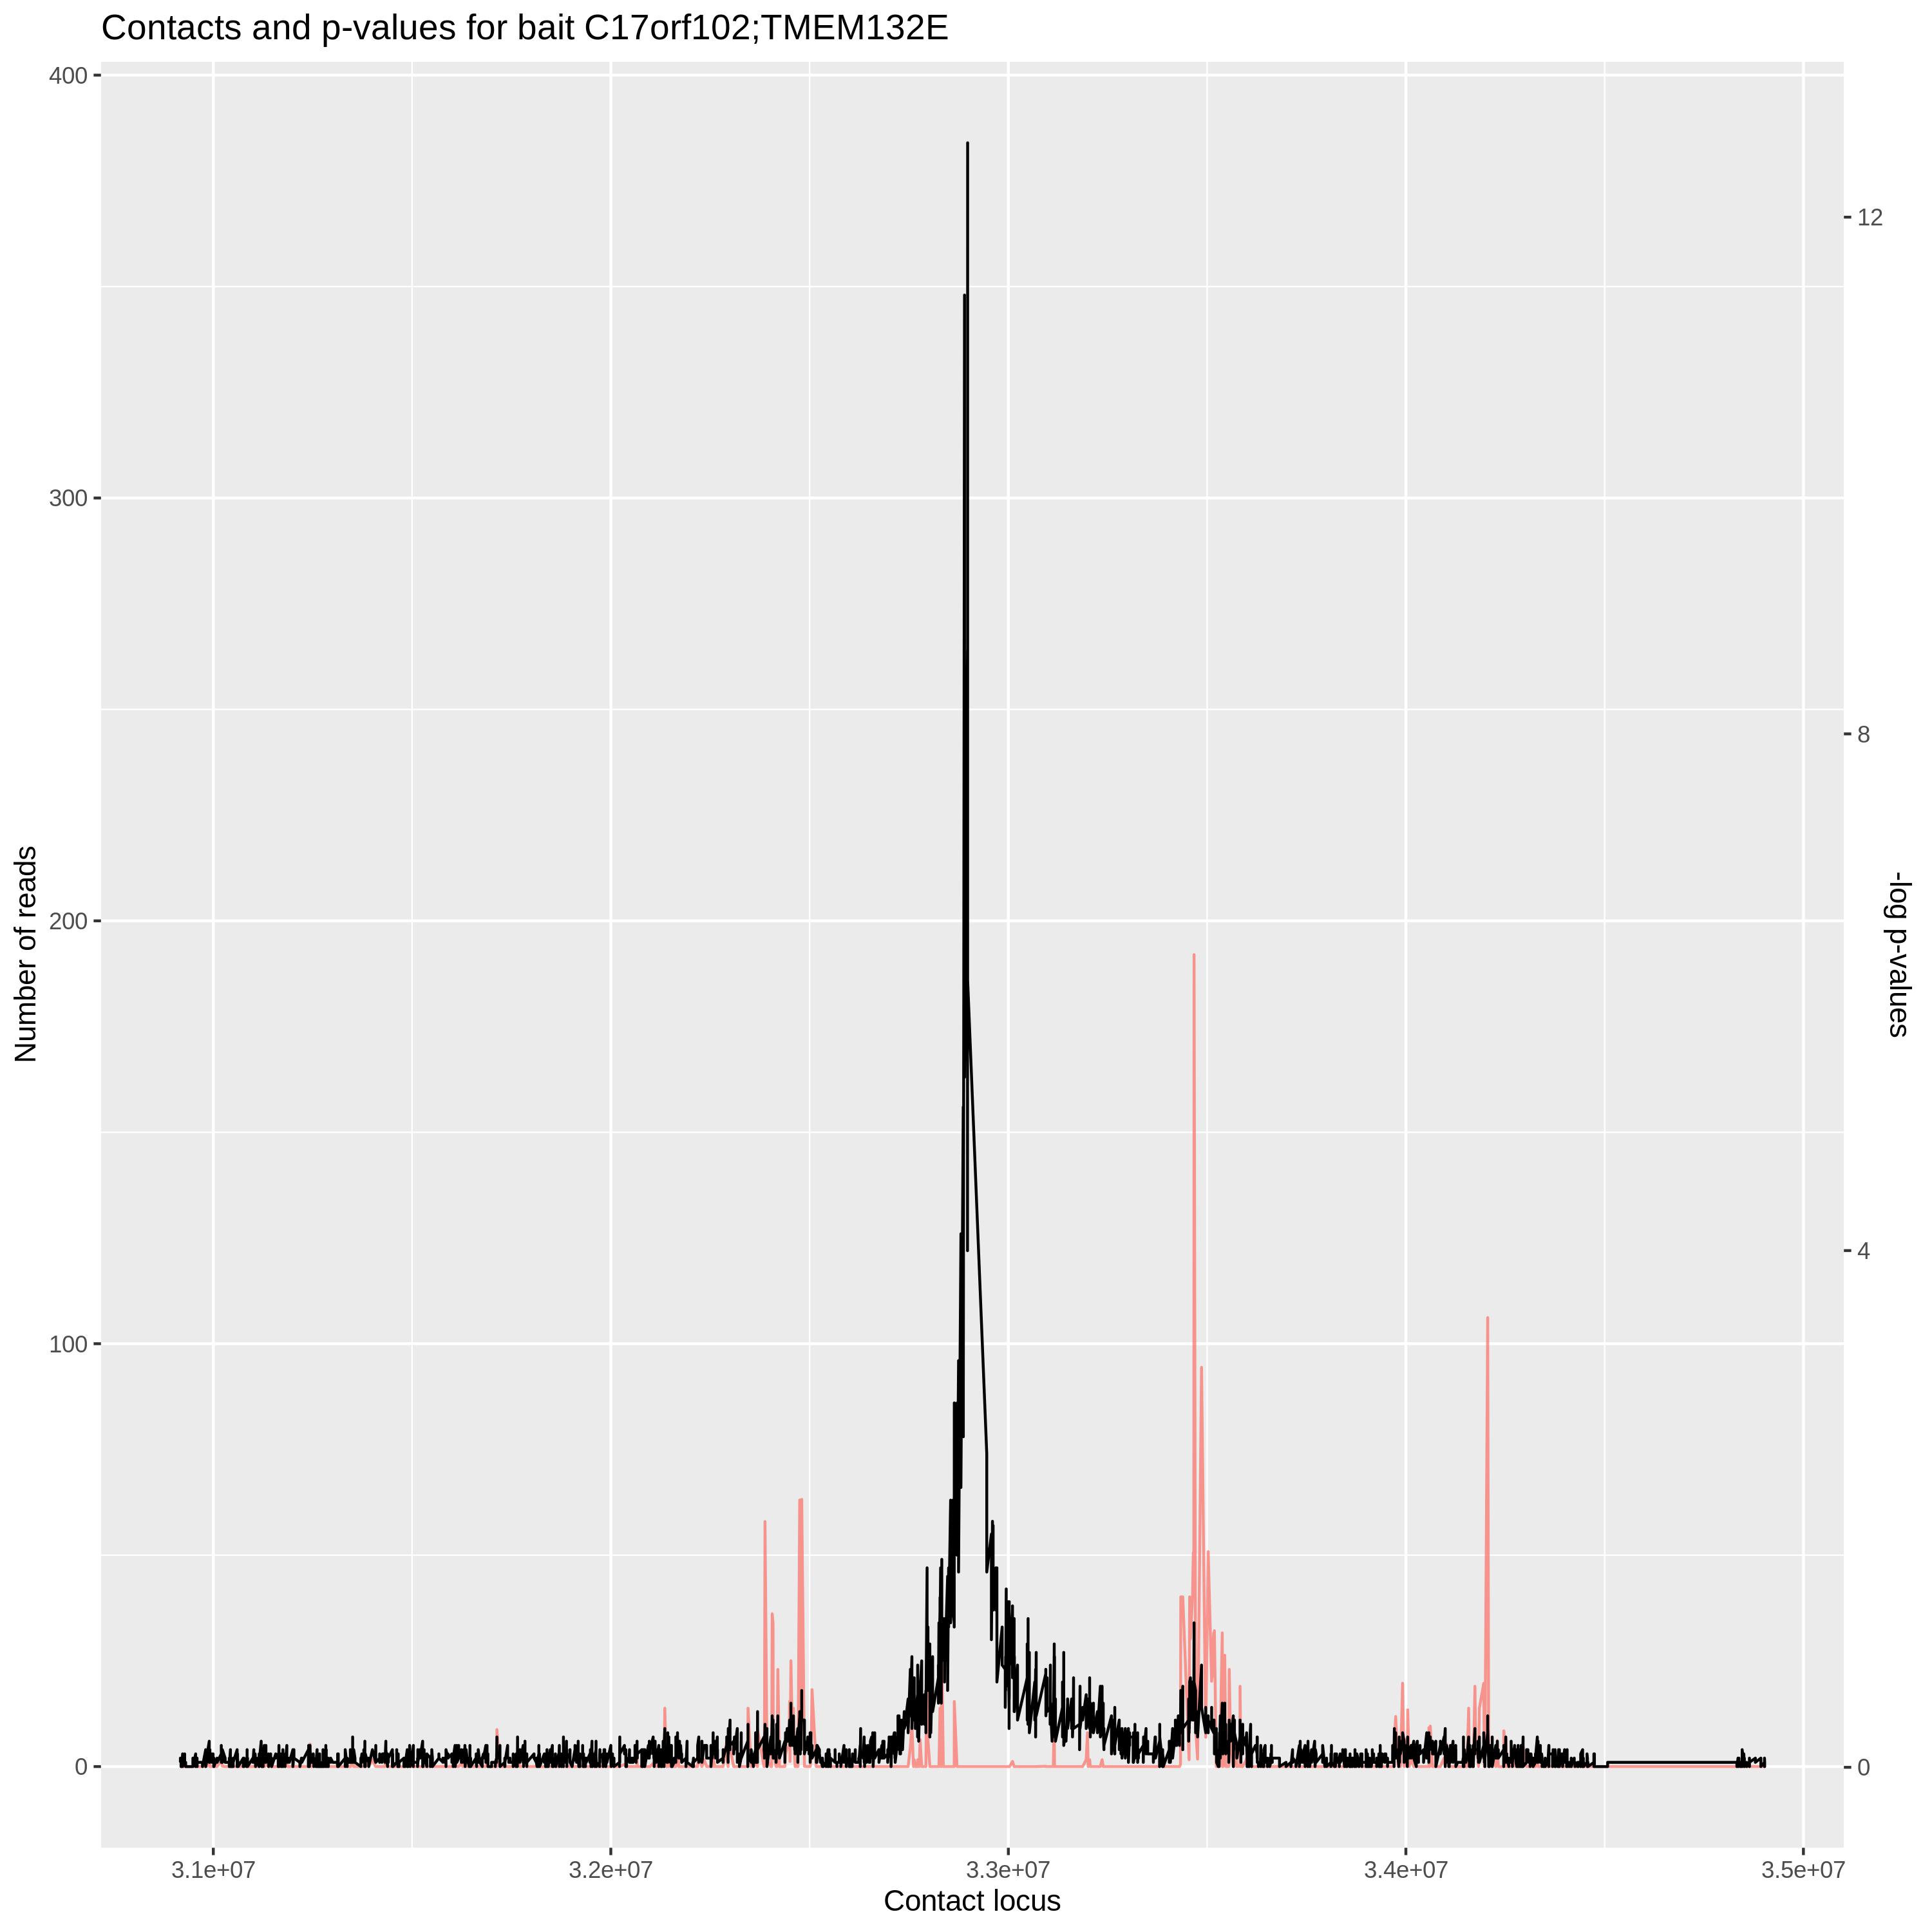 Contacts and p-values for bait C17orf102;TMEM132E
400
300
200
100
0
Number of reads
12
8
4
0
-log p-values
3.1e+07
3.2e+07
3.3e+07
3.4e+07
3.5e+07
Contact locus